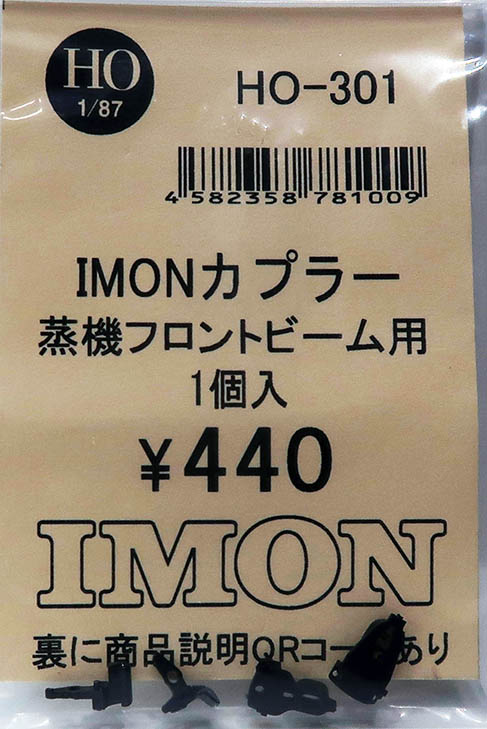 HO
1/87
HO-301
4 582358 781009
IMONカプラー
蒸機フロントビーム用
1個入
¥440
IMON
裏に商品説明QRコードあり